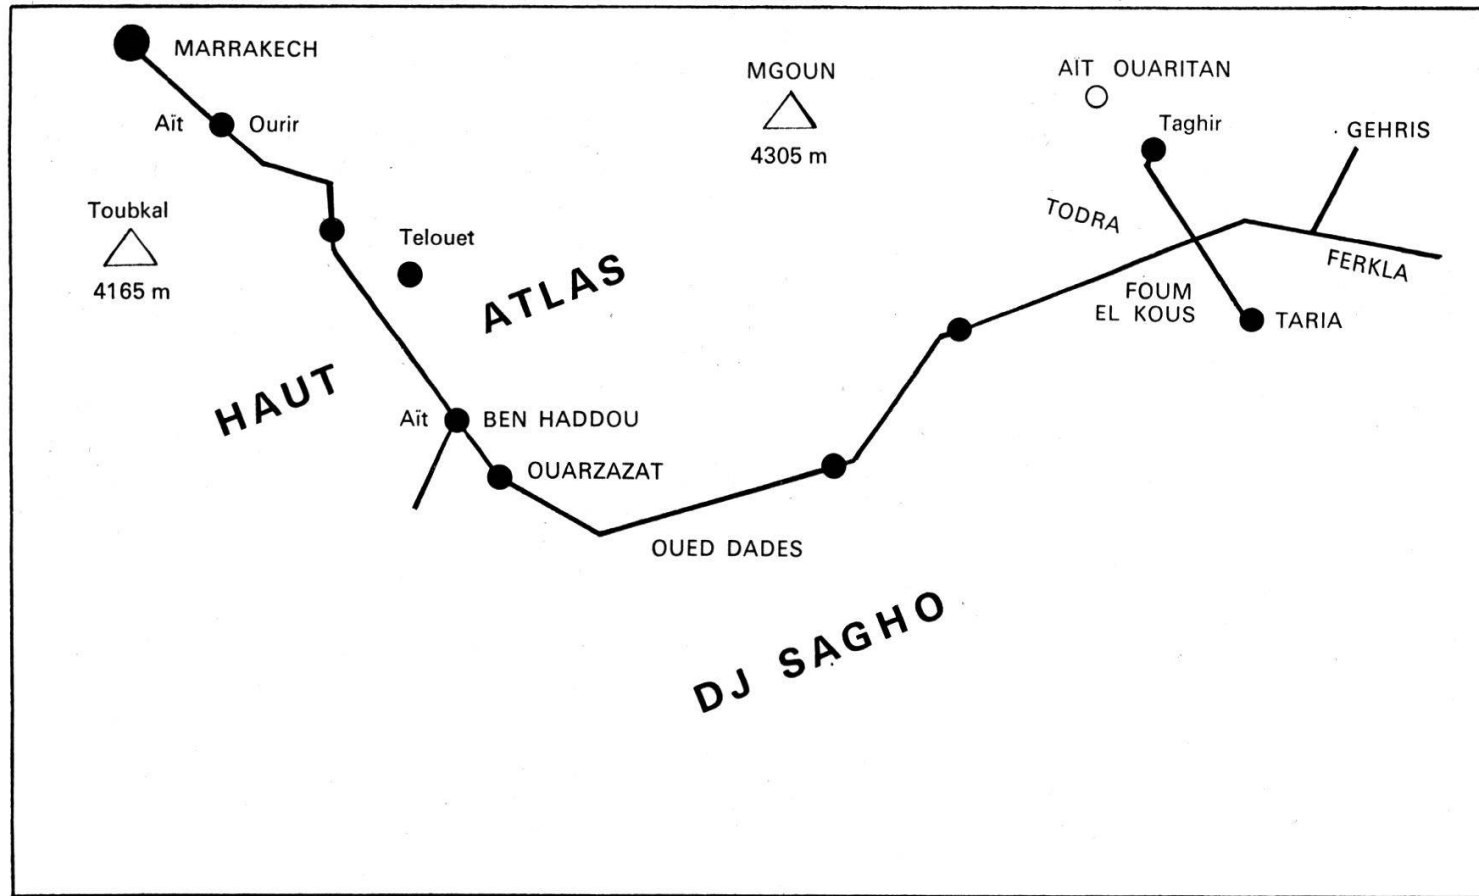 MARRAKECH
MGOUN
4305 m
AÏT OUARITAN
Taghir
GEHRIS
Aït Ourir
Toubkal
4165 m
Telouet
TODRA
FERKLA
HAUT ATLAS
FOUM
EL KOUS
TARIA
Aït BEN HADDOU
OUARZAZAT
OUED DADES
DJ SAGHO